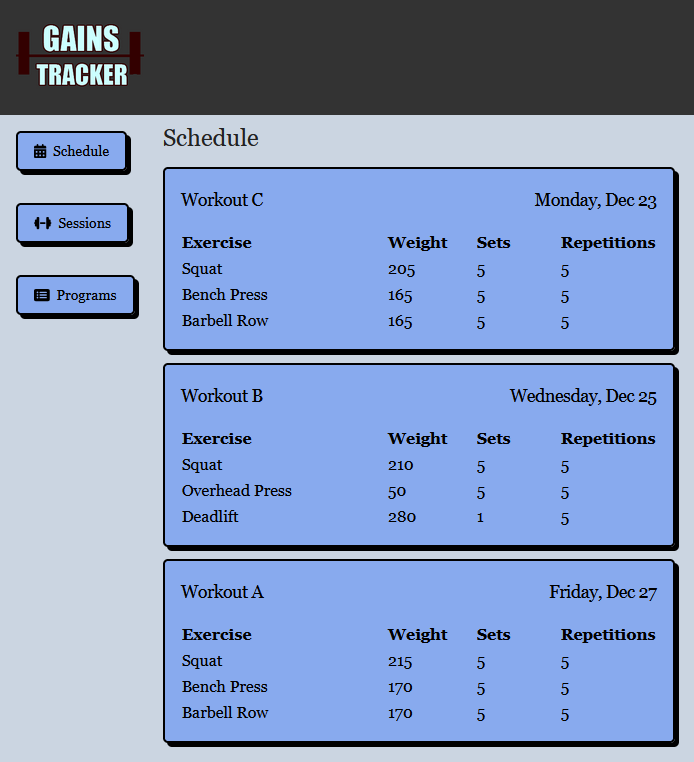 GAINS
TRACKER
Schedule
Sessions
Programs
Schedule
Workout C Monday, Dec 23
Exercise Weight Sets Repetitions
Squat 205 5 5
Bench Press 165 5 5
Barbell Row 165 5 5
Workout B Wednesday, Dec 25
Exercise Weight Sets Repetitions
Squat 210 5 5
Overhead Press 50 5 5
Deadlift 280 1 5
Workout A Friday, Dec 27
Exercise Weight Sets Repetitions
Squat 215 5 5
Bench Press 170 5 5
Barbell Row 170 5 5